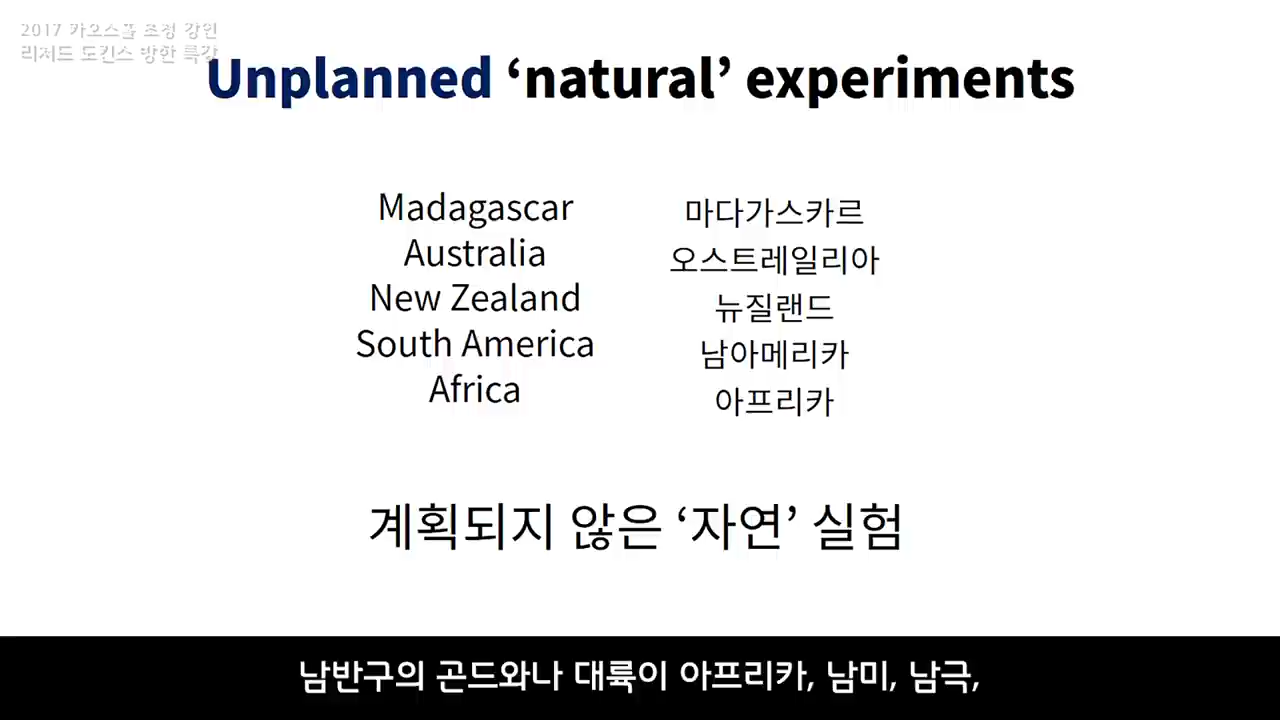 2017 카오스홀 초청 강연
리처드 도킨스 방한 특강
Unplanned ‘natural’ experiments
Madagascar
Australia
New Zealand
South America
Africa
마다가스카르
오스트레일리아
뉴질랜드
남아메리카
아프리카
계획되지 않은 ‘자연’ 실험
남반구의 곤드와나 대륙이 아프리카, 남미, 남극,